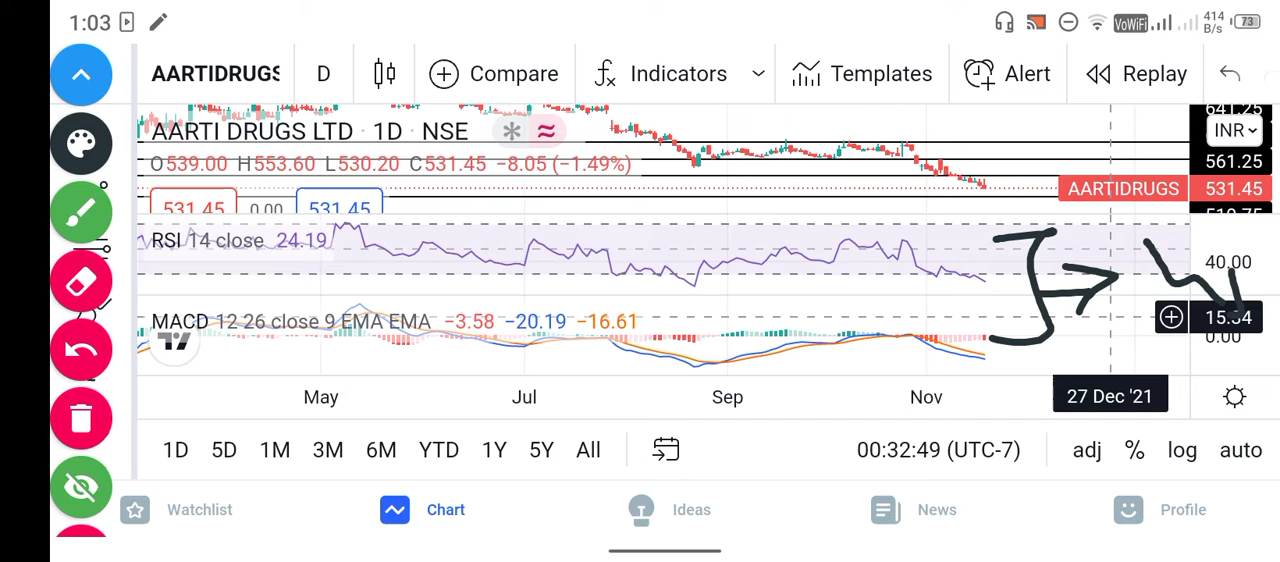 1:03 VoWiFi 414 B/s 73
AARTIDRUGS D Compare Indicators Templates Alert Replay
641.25
AARTI DRUGS LTD · 1D · NSE INR
O539.00 H553.60 L530.20 C531.45 −8.05 (−1.49%) 561.25
AARTIDRUGS 531.45
531.45 0.00 531.45
RSI 14 close 24.19
40.00
MACD 12 26 close 9 EMA EMA −3.58 −20.19 −16.61
0.00
May Jul Sep Nov 27 Dec '21
1D 5D 1M 3M 6M YTD 1Y 5Y All 00:32:49 (UTC-7) adj % log auto
Watchlist Chart Ideas News Profile